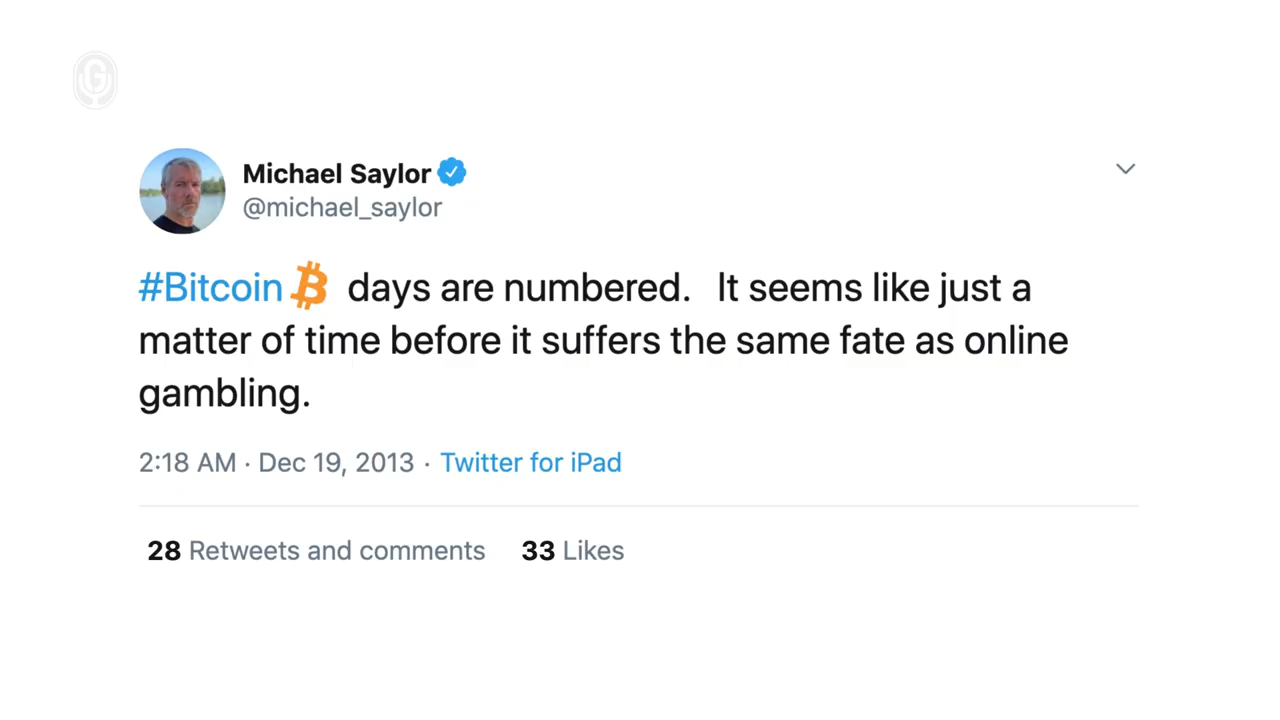 Michael Saylor
@michael_saylor
#Bitcoin days are numbered. It seems like just a
matter of time before it suffers the same fate as online
gambling.
2:18 AM · Dec 19, 2013 · Twitter for iPad
28 Retweets and comments 33 Likes